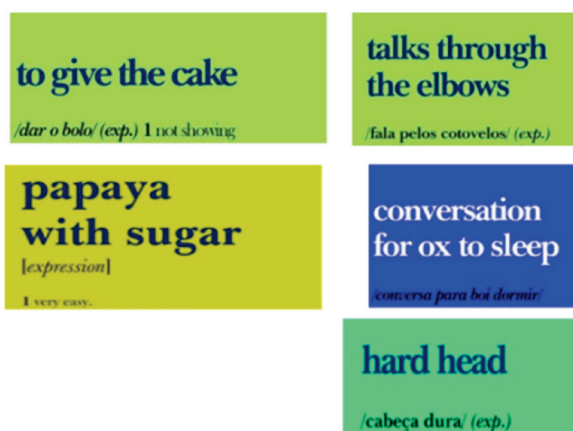 to give the cake
/dar o bolo/ (exp.) 1 not showing
talks through
the elbows
/fala pelos cotovelos/ (exp.)
papaya
with sugar
[expression]
1 very easy.
conversation
for ox to sleep
/conversa para boi dormir/
hard head
/cabeça dura/ (exp.)